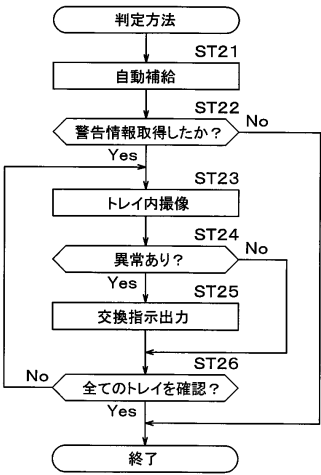 判定方法
ST21
自動補給
ST22
警告情報取得したか？
No
Yes
ST23
トレイ内撮像
ST24
異常あり？
No
Yes
ST25
交換指示出力
ST26
No
全てのトレイを確認？
Yes
終了